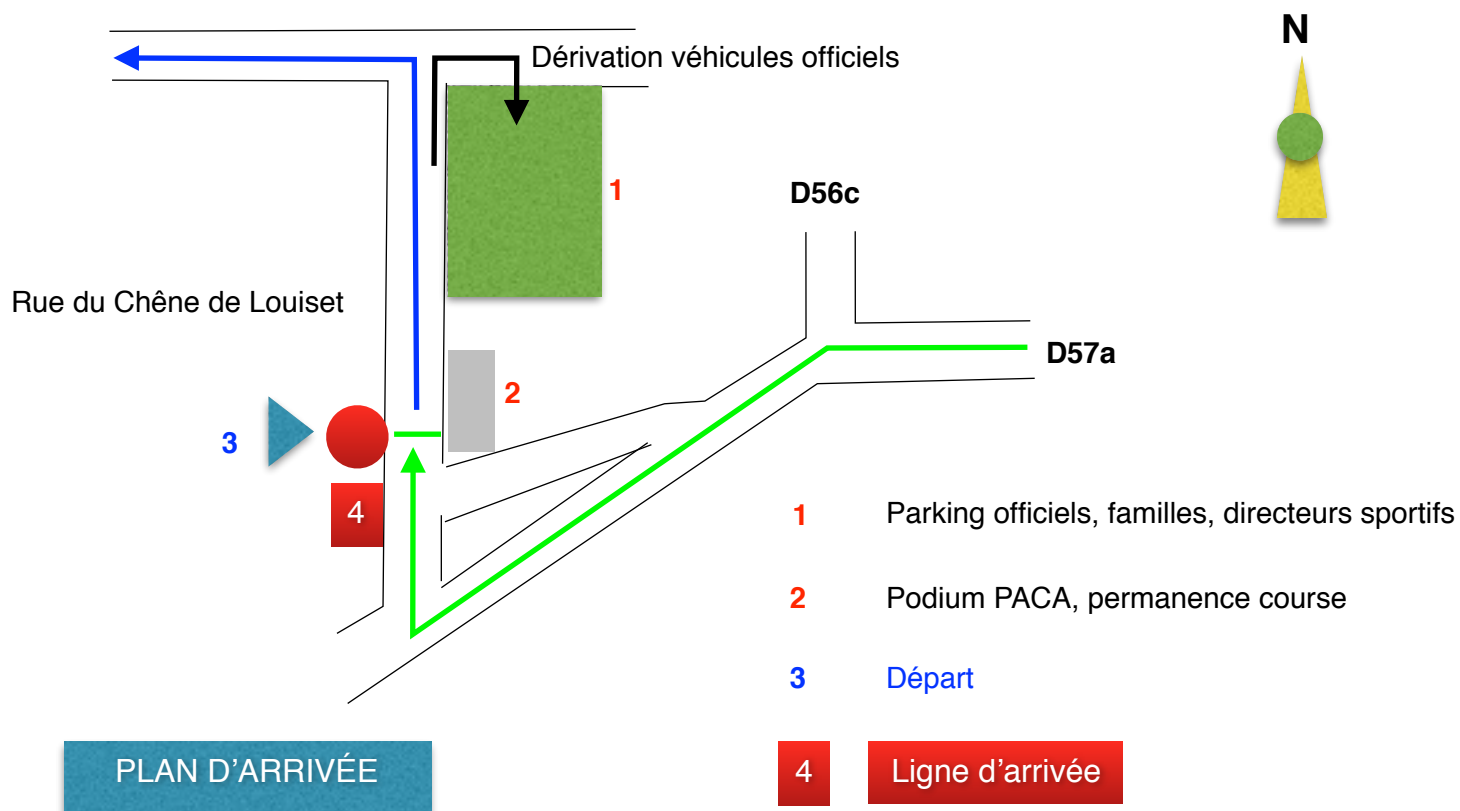 N
Dérivation véhicules officiels
1
D56c
Rue du Chêne de Louiset
D57a
2
3
4
1 Parking officiels, familles, directeurs sportifs
2 Podium PACA, permanence course
3 Départ
PLAN D’ARRIVÉE
4 Ligne d’arrivée